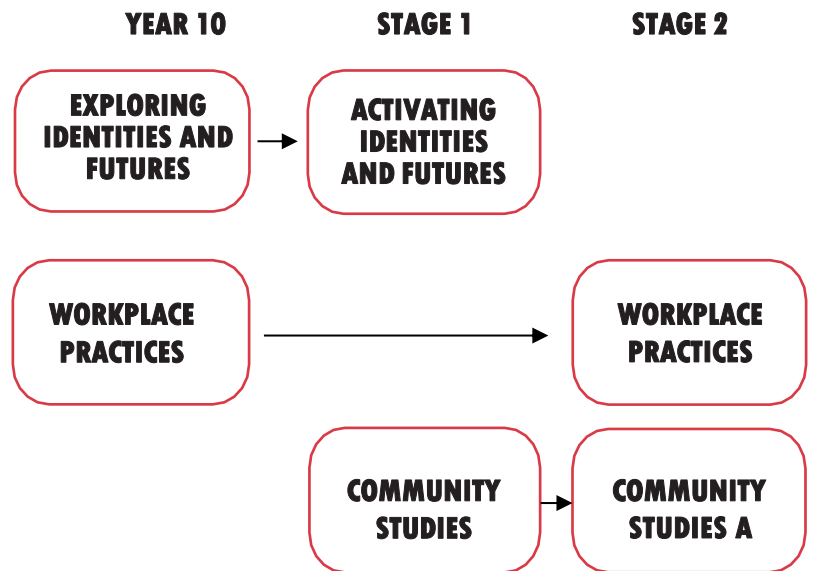 YEAR 10
STAGE 1
STAGE 2
EXPLORING
IDENTITIES AND
FUTURES
ACTIVATING
IDENTITIES
AND FUTURES
WORKPLACE
PRACTICES
WORKPLACE
PRACTICES
COMMUNITY
STUDIES
COMMUNITY
STUDIES A